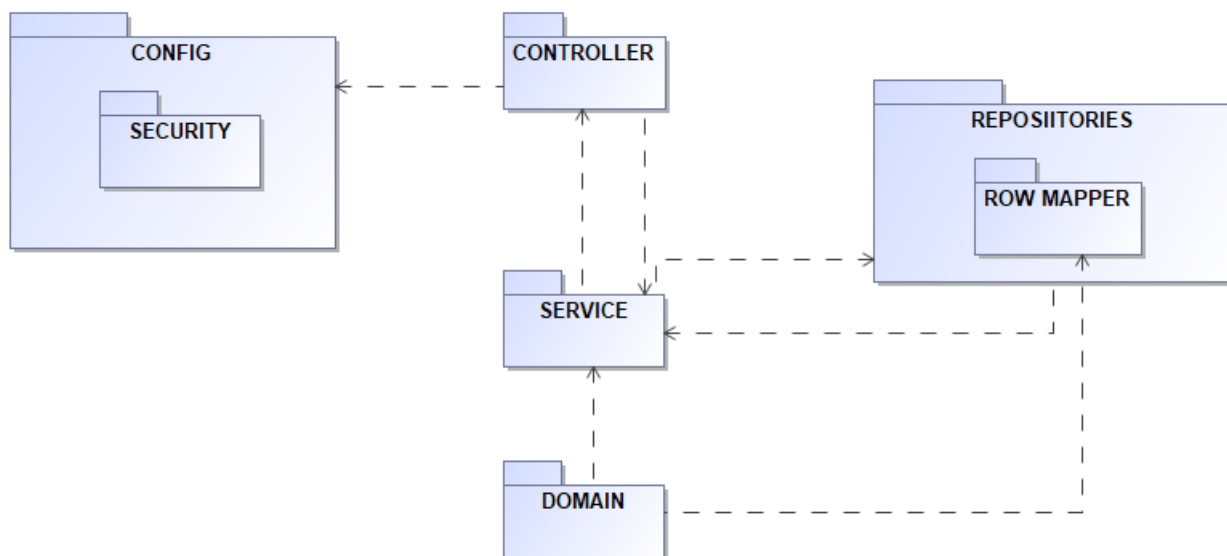 CONFIG
SECURITY
CONTROLLER
REPOSIITORIES
ROW MAPPER
SERVICE
DOMAIN